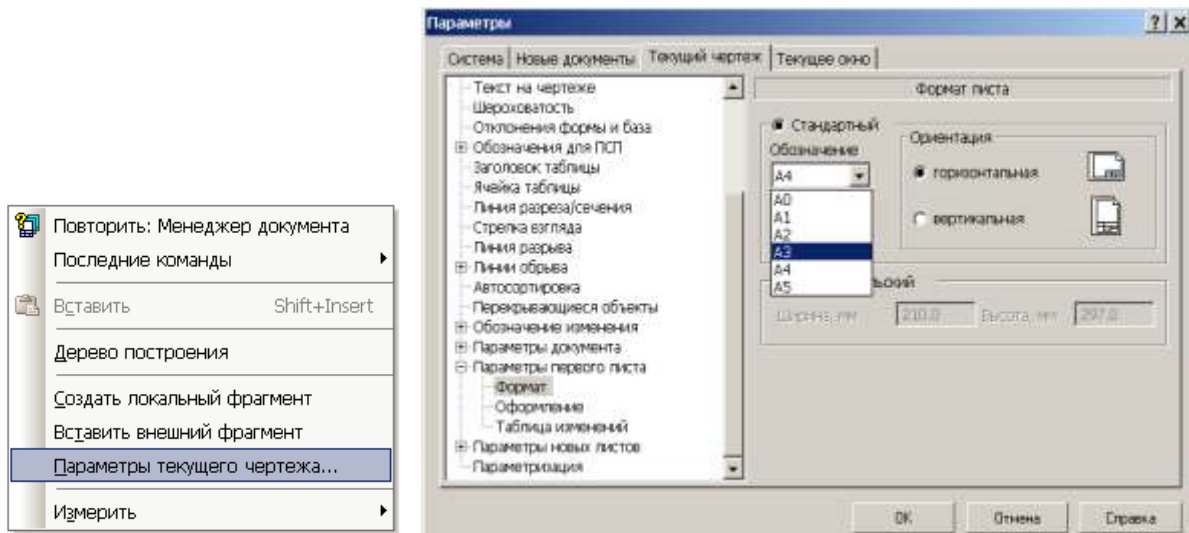 Повторить: Менеджер документа
Последние команды
Вставить Shift+Insert
Дерево построения
Создать локальный фрагмент
Вставить внешний фрагмент
Параметры текущего чертежа...
Измерить
Параметры
Система Новые документы Текущий чертеж Текущее окно
Текст на чертеже
Шероховатость
Отклонения формы и база
Обозначения для ПСП
Заголовок таблицы
Ячейка таблицы
Линия разреза/сечения
Стрелка взгляда
Линия разрыва
Линии обрыва
Автосортировка
Перекрывающиеся объекты
Обозначение изменения
Параметры документа
Параметры первого листа
Формат
Оформление
Таблица изменений
Параметры новых листов
Параметризация
Формат листа
Стандартный
Обозначение
A4
A0
A1
A2
A3
A4
A5
Ориентация
горизонтальная
вертикальная
ьский
Ширина, мм 210.0 Высота, мм 297.0
OK Отмена Справка